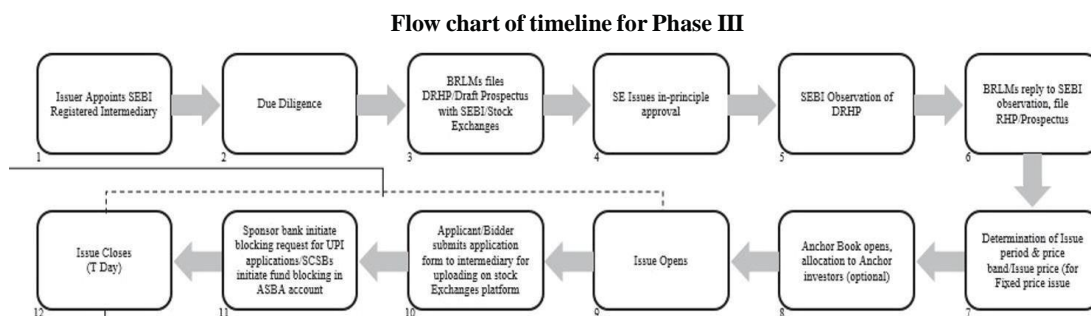 Flow chart of timeline for Phase III
Issuer Appoints SEBI
Registered Intermediary
1
Due Diligence
2
BRLMs files
DRHP/Draft Prospectus
with SEBI/Stock
Exchanges
3
SE Issues in-principle
approval
4
SEBI Observation of
DRHP
5
BRLMs reply to SEBI
observation, file
RHP/Prospectus
6
Determination of Issue
period & price
band/Issue price (for
Fixed price issue
7
Anchor Book opens,
allocation to Anchor
investors (optional)
8
Issue Opens
9
Applicant/Bidder
submits application
form to intermediary for
uploading on stock
Exchanges platform
10
Sponsor bank initiate
blocking request for UPI
applications/SCSBs
initiate fund blocking in
ASBA account
11
Issue Closes
(T Day)
12